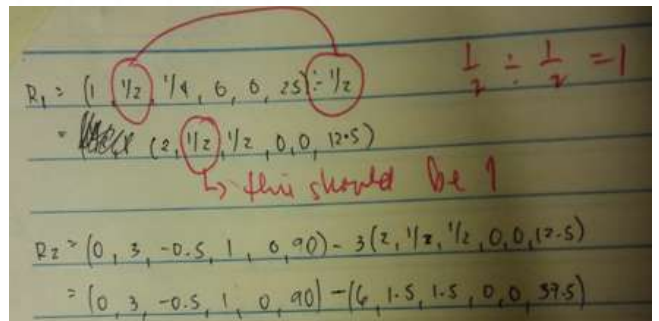 R₁ = (1, 1/2, 1/4, 0, 0, 25) ÷ 1/2
1/2 ÷ 1/2 = 1
= (2, 1/2, 1/2, 0, 0, 12.5)
↳ this should be 1
R2 = (0, 3, -0.5, 1, 0, 90) - 3(2, 1/2, 1/2, 0, 0, 12.5)
= (0, 3, -0.5, 1, 0, 90) - (6, 1.5, 1.5, 0, 0, 37.5)